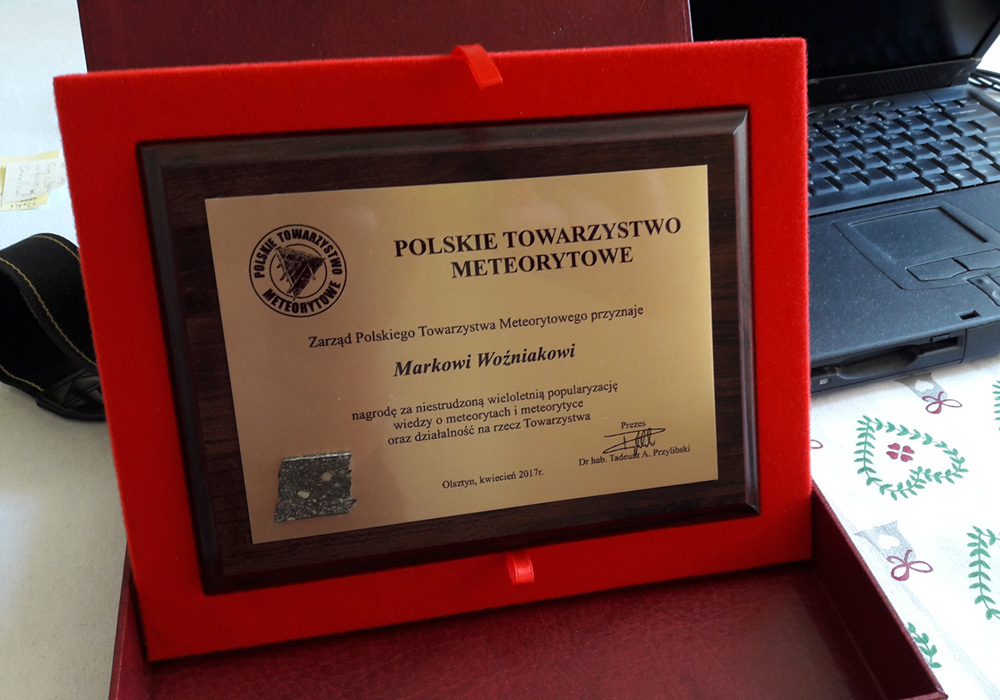 POLSKIE TOWARZYSTWO
METEORYTOWE
POLSKIE TOWARZYSTWO
METEORYTOWE
Zarząd Polskiego Towarzystwa Meteorytowego przyznaje
Markowi Woźniakowi
nagrodę za niestrudzoną wieloletnią popularyzację
wiedzy o meteorytach i meteorytyce
oraz działalność na rzecz Towarzystwa
Prezes
Dr hab. Tadeusz A. Przylibski
Olsztyn, kwiecień 2017r.